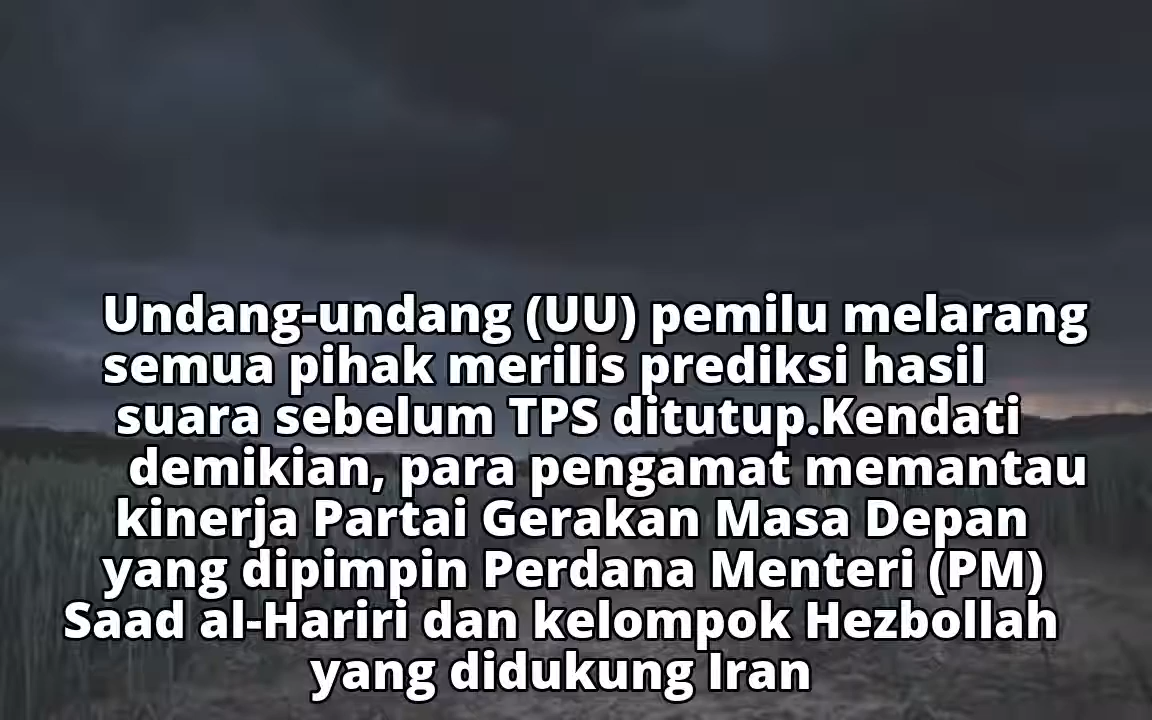 Undang-undang (UU) pemilu melarang
semua pihak merilis prediksi hasil
suara sebelum TPS ditutup.Kendati
demikian, para pengamat memantau
kinerja Partai Gerakan Masa Depan
yang dipimpin Perdana Menteri (PM)
Saad al-Hariri dan kelompok Hezbollah
yang didukung Iran